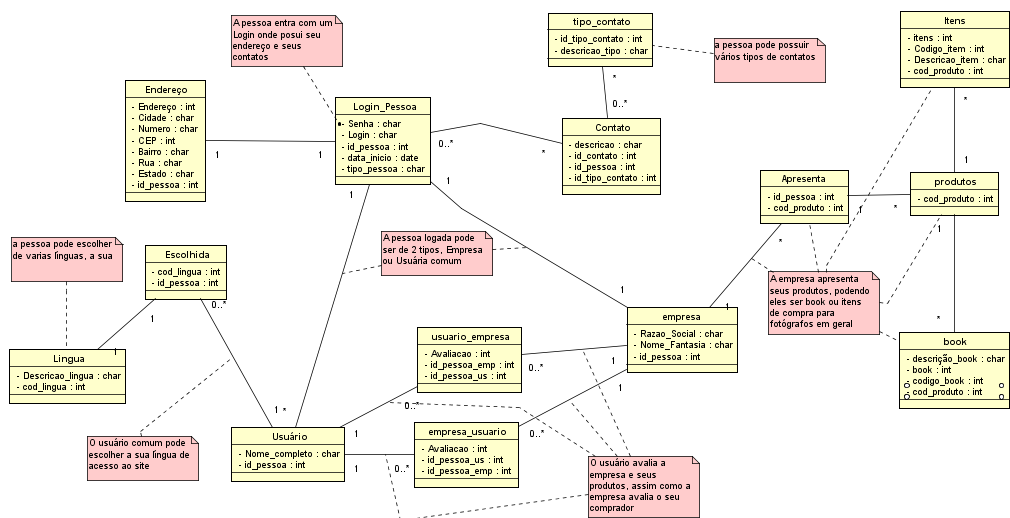 A pessoa entra com um
Login onde posui seu
endereço e seus
contatos
tipo_contato
- id_tipo_contato : int
- descricao_tipo : char
a pessoa pode possuir
vários tipos de contatos
Itens
- itens : int
- Codigo_item : int
- Descricao_item : char
- cod_produto : int
Endereço
- Endereço : int
- Cidade : char
- Numero : char
- CEP : int
- Bairro : char
- Rua : char
- Estado : char
- id_pessoa : int
Login_Pessoa
- Senha : char
- Login : char
- id_pessoa : int
- data_inicio : date
- tipo_pessoa : char
Contato
- descricao : char
- id_contato : int
- id_pessoa : int
- id_tipo_contato : int
*
0..*
1
1
0..*
*
*
1
Apresenta
- id_pessoa : int
- cod_produto : int
produtos
- cod_produto : int
1
*
1
1
*
1
a pessoa pode escolher
de varias línguas, a sua
Escolhida
- cod_lingua : int
- id_pessoa : int
A pessoa logada pode
ser de 2 tipos, Empresa
ou Usuária comum
A empresa apresenta
seus produtos, podendo
eles ser book ou itens
de compra para
fotógrafos em geral
0..*
1
1
1
1
*
Lingua
- Descricao_lingua : char
- cod_lingua : int
usuario_empresa
- Avaliacao : int
- id_pessoa_emp : int
- id_pessoa_us : int
empresa
- Razao_Social : char
- Nome_Fantasia : char
- id_pessoa : int
book
- descrição_book : char
- book : int
- codigo_book : int
- cod_produto : int
0..*
1
1
1 *
0..*
O usuário comum pode
escolher a sua língua de
acesso ao site
Usuário
- Nome_completo : char
- id_pessoa : int
1
1
0..*
empresa_usuario
- Avaliacao : int
- id_pessoa_us : int
- id_pessoa_emp : int
0..*
O usuário avalia a
empresa e seus
produtos, assim como a
empresa avalia o seu
comprador